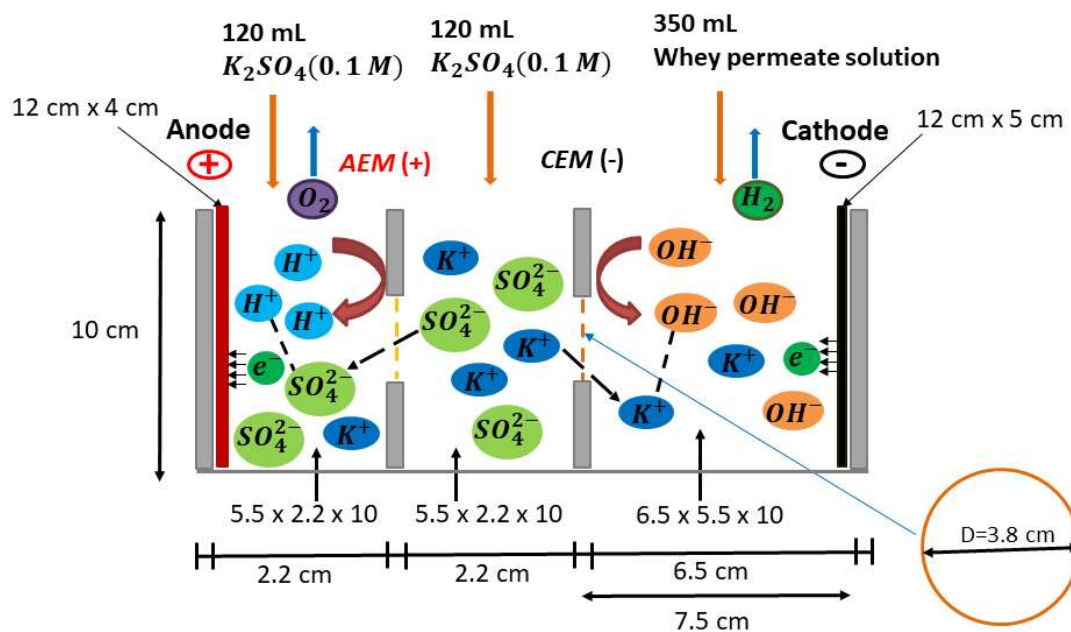 120 mL
K₂SO₄(0.1 M)
120 mL
K₂SO₄(0.1 M)
350 mL
Whey permeate solution
12 cm x 4 cm
Anode
+
AEM (+)
CEM (-)
Cathode
-
12 cm x 5 cm
O₂
H₂
H⁺
H⁺
H⁺
K⁺
SO₄²⁻
SO₄²⁻
OH⁻
OH⁻
OH⁻
10 cm
e⁻
SO₄²⁻
SO₄²⁻
K⁺
K⁺
K⁺
SO₄²⁻
K⁺
K⁺
e⁻
OH⁻
5.5 x 2.2 x 10
5.5 x 2.2 x 10
6.5 x 5.5 x 10
D=3.8 cm
2.2 cm
2.2 cm
6.5 cm
7.5 cm